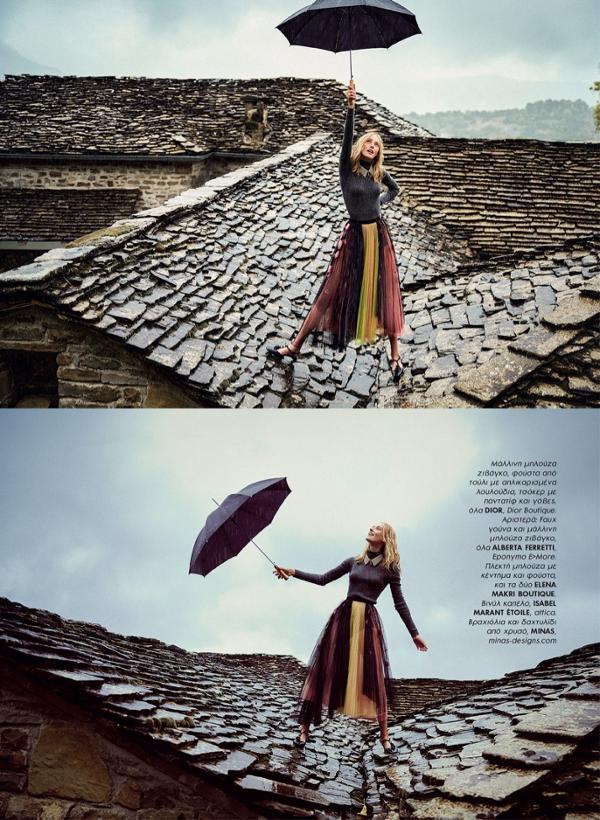 Μάλλινη μπλούζα
ζιβάγκο, φούστα από
τούλι με απλικαρισμένα
λουλούδια, τσόκερ με
παντατίφ και γόβες,
όλα DIOR, Dior Boutique.
Αριστερά: Faux
γούνα και μάλλινη
μπλούζα ζιβάγκο,
όλα ALBERTA FERRETTI,
Eponymo E>More.
Πλεκτή μπλούζα με
κέντημα και φούστα,
και τα δύο ELENA
MAKRI BOUTIQUE.
Βινύλ καπέλο, ISABEL
MARANT ÉTOILE, attica.
Βραχιόλια και δαχτυλίδι
από χρυσό, MINAS,
minas-designs.com